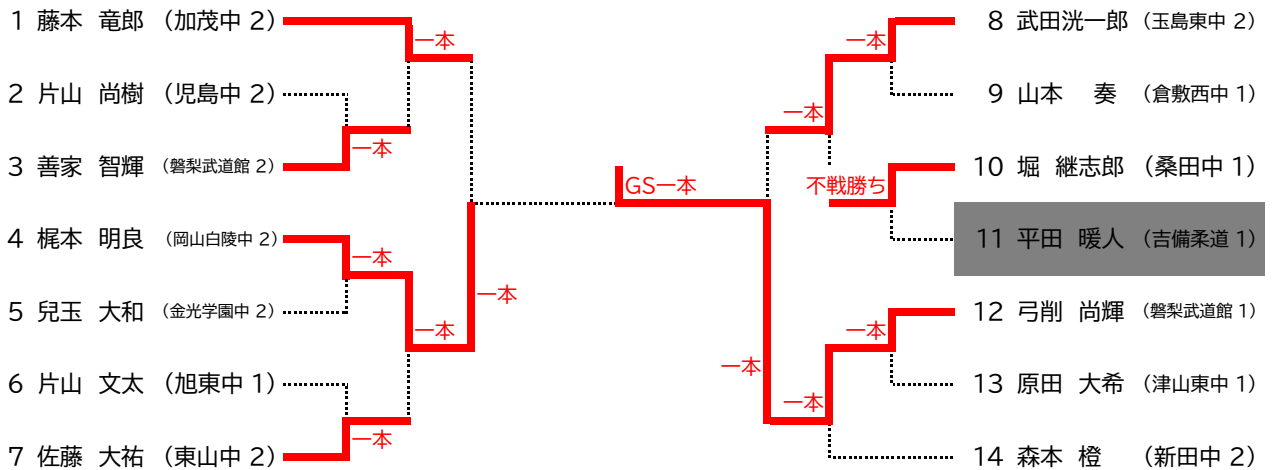 1 藤本 竜郎 (加茂中 2)
一本
2 片山 尚樹 (児島中 2)
一本
3 善家 智輝 (磐梨武道館 2)
4 梶本 明良 (岡山白陵中 2)
一本
5 兒玉 大和 (金光学園中 2)
一本
一本
6 片山 文太 (旭東中 1)
一本
7 佐藤 大祐 (東山中 2)
GS一本
8 武田洸一郎 (玉島東中 2)
一本
9 山本 奏 (倉敷西中 1)
一本
10 堀 継志郎 (桑田中 1)
不戦勝ち
11 平田 暖人 (吉備柔道 1)
12 弓削 尚輝 (磐梨武道館 1)
一本
一本
13 原田 大希 (津山東中 1)
一本
14 森本 橙 (新田中 2)